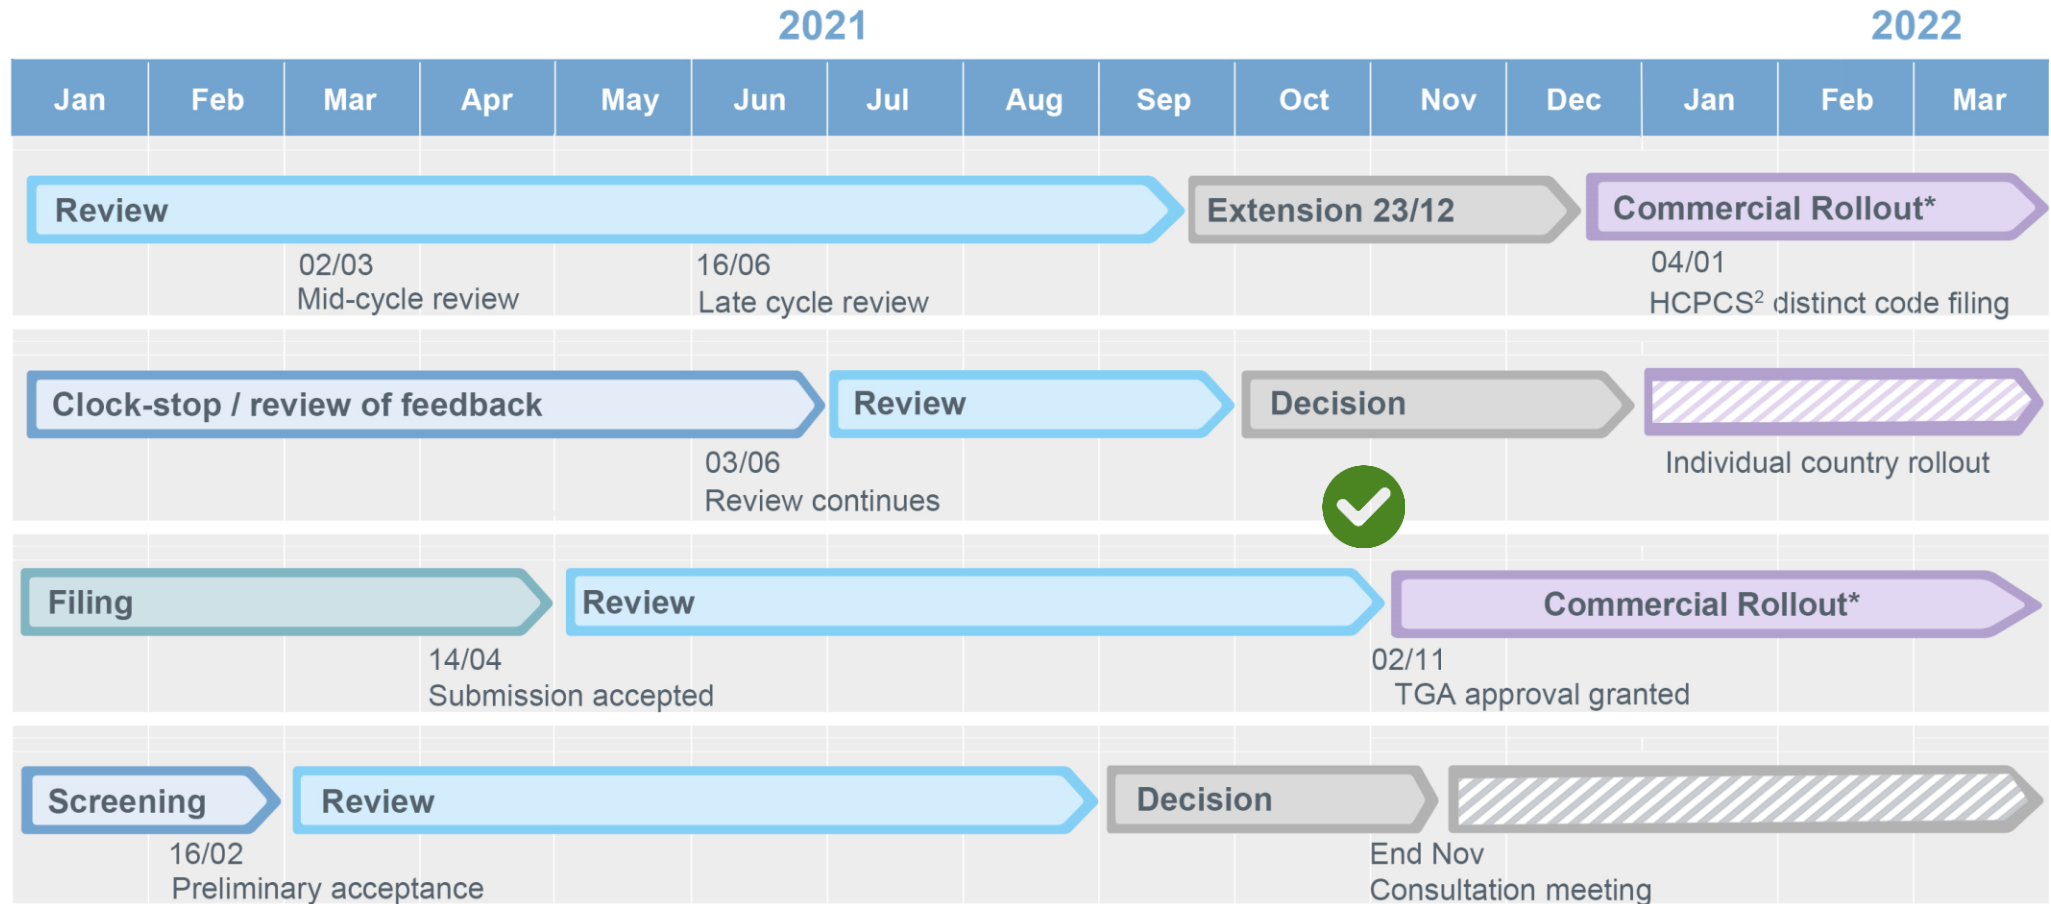 2021 2022
Jan Feb Mar Apr May Jun Jul Aug Sep Oct Nov Dec Jan Feb Mar
Review Extension 23/12 Commercial Rollout*
02/03 16/06 04/01
Mid-cycle review Late cycle review HCPCS² distinct code filing
Clock-stop / review of feedback Review Decision
03/06 Individual country rollout
Review continues
Filing Review Commercial Rollout*
14/04 02/11
Submission accepted TGA approval granted
Screening Review Decision
16/02 End Nov
Preliminary acceptance Consultation meeting